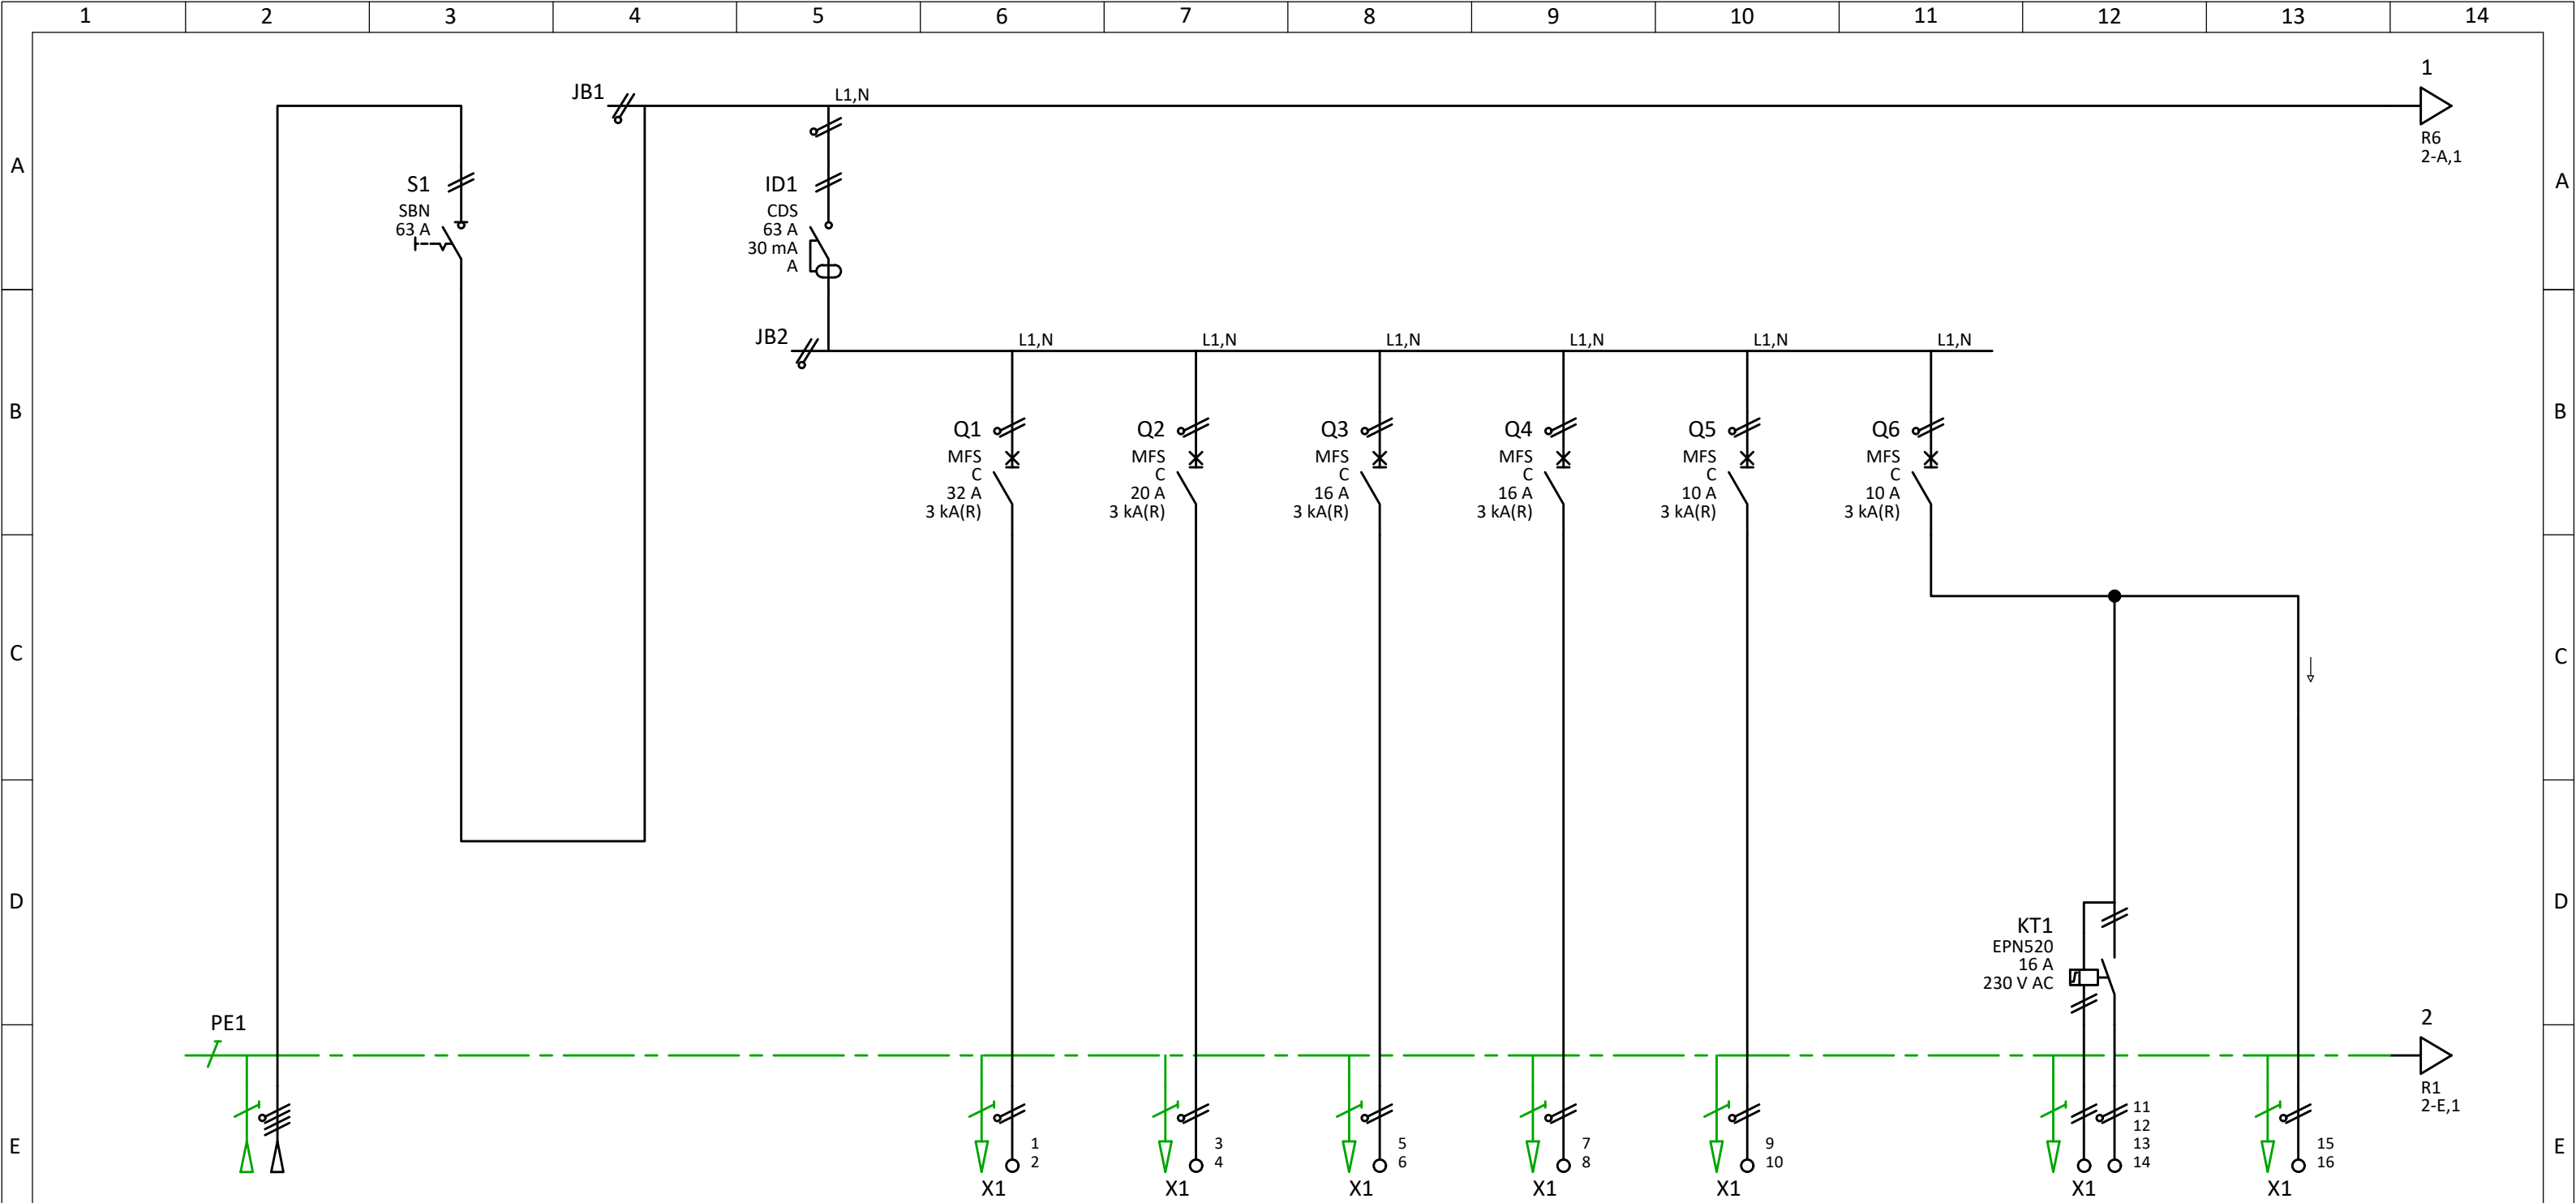 1 2 3 4 5 6 7 8 9 10 11 12 13 14
1
JB1
L1,N
R6
2-A,1
A
A
S1
SBN
63 A
ID1
CDS
63 A
30 mA
A
JB2
L1,N L1,N L1,N L1,N L1,N L1,N
B
B
Q1
MFS
C
32 A
3 kA(R)
Q2
MFS
C
20 A
3 kA(R)
Q3
MFS
C
16 A
3 kA(R)
Q4
MFS
C
16 A
3 kA(R)
Q5
MFS
C
10 A
3 kA(R)
Q6
MFS
C
10 A
3 kA(R)
C
C
D
D
KT1
EPN520
16 A
230 V AC
PE1
2
R1
2-E,1
E
E
1
2
X1
3
4
X1
5
6
X1
7
8
X1
9
10
X1
11
12
13
14
X1
15
16
X1